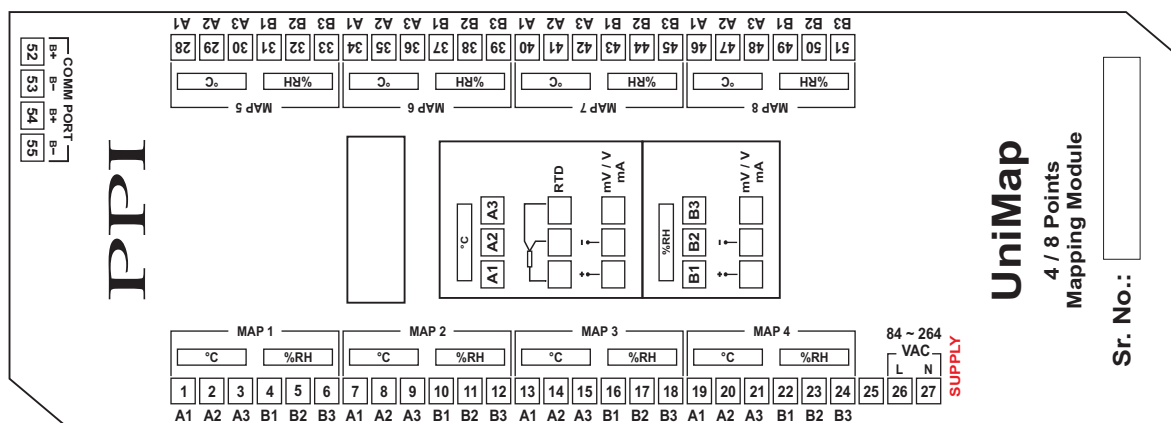 A1 A2 A3 B1 B2 B3 A1 A2 A3 B1 B2 B3 A1 A2 A3 B1 B2 B3 A1 A2 A3 B1 B2 B3
28 29 30 31 32 33 34 35 36 37 38 39 40 41 42 43 44 45 46 47 48 49 50 51
°C %RH °C %RH °C %RH °C %RH
MAP 5 MAP 6 MAP 7 MAP 8
COMM PORT
B+ B− B+ B−
52 53 54 55
PPI
°C
A1 A2 A3
RTD
mV / V
mA
+ -
%RH
B1 B2 B3
mV / V
mA
+ -
UniMap
4 / 8 Points
Mapping Module
Sr. No.:
MAP 1 MAP 2 MAP 3 MAP 4
°C %RH °C %RH °C %RH °C %RH
84 ~ 264
VAC
L N
SUPPLY
1 2 3 4 5 6 7 8 9 10 11 12 13 14 15 16 17 18 19 20 21 22 23 24 25 26 27
A1 A2 A3 B1 B2 B3 A1 A2 A3 B1 B2 B3 A1 A2 A3 B1 B2 B3 A1 A2 A3 B1 B2 B3